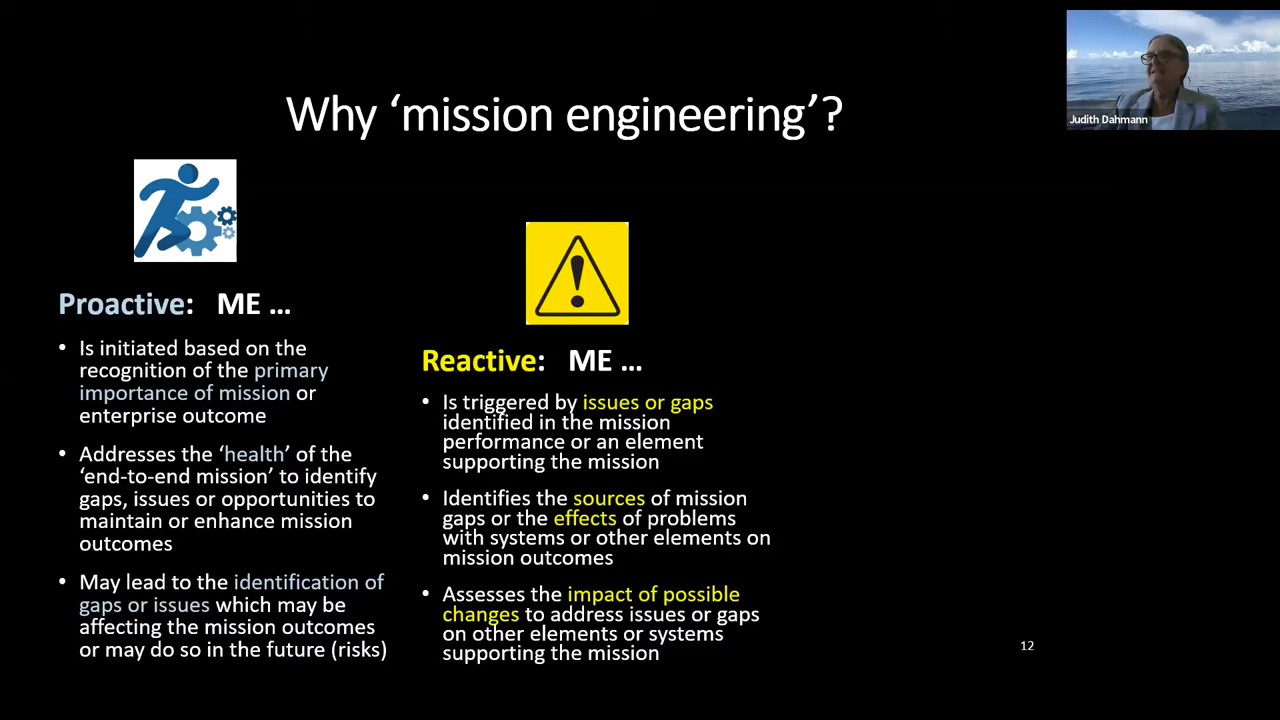 Why ‘mission engineering’?
Judith Dahmann
Proactive: ME …
• Is initiated based on the
recognition of the primary
importance of mission or
enterprise outcome
• Addresses the ‘health’ of the
‘end-to-end mission’ to identify
gaps, issues or opportunities to
maintain or enhance mission
outcomes
• May lead to the identification of
gaps or issues which may be
affecting the mission outcomes
or may do so in the future (risks)
Reactive: ME …
• Is triggered by issues or gaps
identified in the mission
performance or an element
supporting the mission
• Identifies the sources of mission
gaps or the effects of problems
with systems or other elements on
mission outcomes
• Assesses the impact of possible
changes to address issues or gaps
on other elements or systems
supporting the mission
12